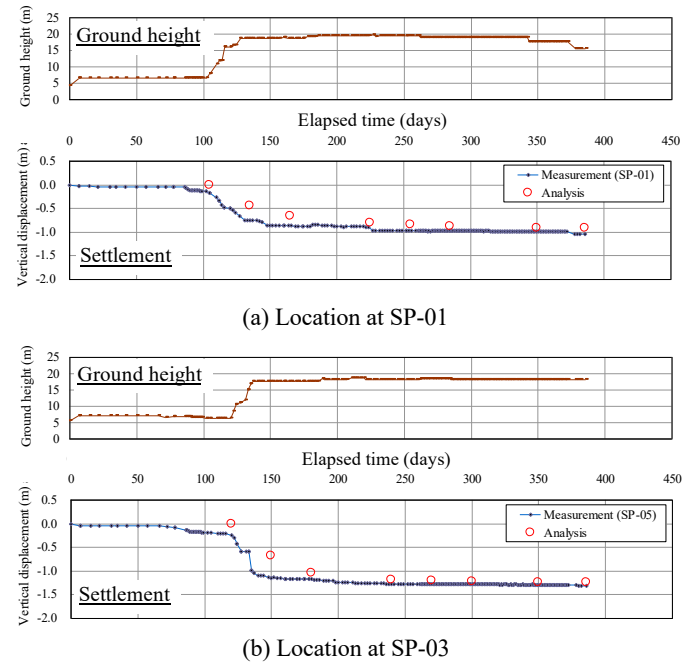 Ground height (m)
25
20
15
10
5
0
Ground height
Elapsed time (days)
0 50 100 150 200 250 300 350 400 450
Vertical displacement (m)
0.5
0.0
-0.5
-1.0
-1.5
-2.0
Measurement (SP-01)
Analysis
Settlement
(a) Location at SP-01
Ground height (m)
25
20
15
10
5
0
Ground height
Elapsed time (days)
0 50 100 150 200 250 300 350 400 450
Vertical displacement (m)
0.5
0.0
-0.5
-1.0
-1.5
-2.0
Measurement (SP-05)
Analysis
Settlement
(b) Location at SP-03